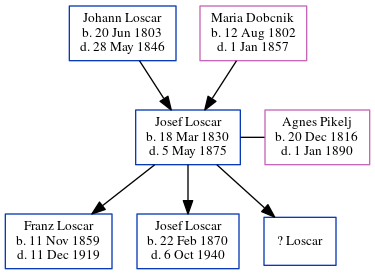 Johann Loscar
b. 20 Jun 1803
d. 28 May 1846
Maria Dobcnik
b. 12 Aug 1802
d. 1 Jan 1857
Josef Loscar
b. 18 Mar 1830
d. 5 May 1875
Agnes Pikelj
b. 20 Dec 1816
d. 1 Jan 1890
Franz Loscar
b. 11 Nov 1859
d. 11 Dec 1919
Josef Loscar
b. 22 Feb 1870
d. 6 Oct 1940
? Loscar